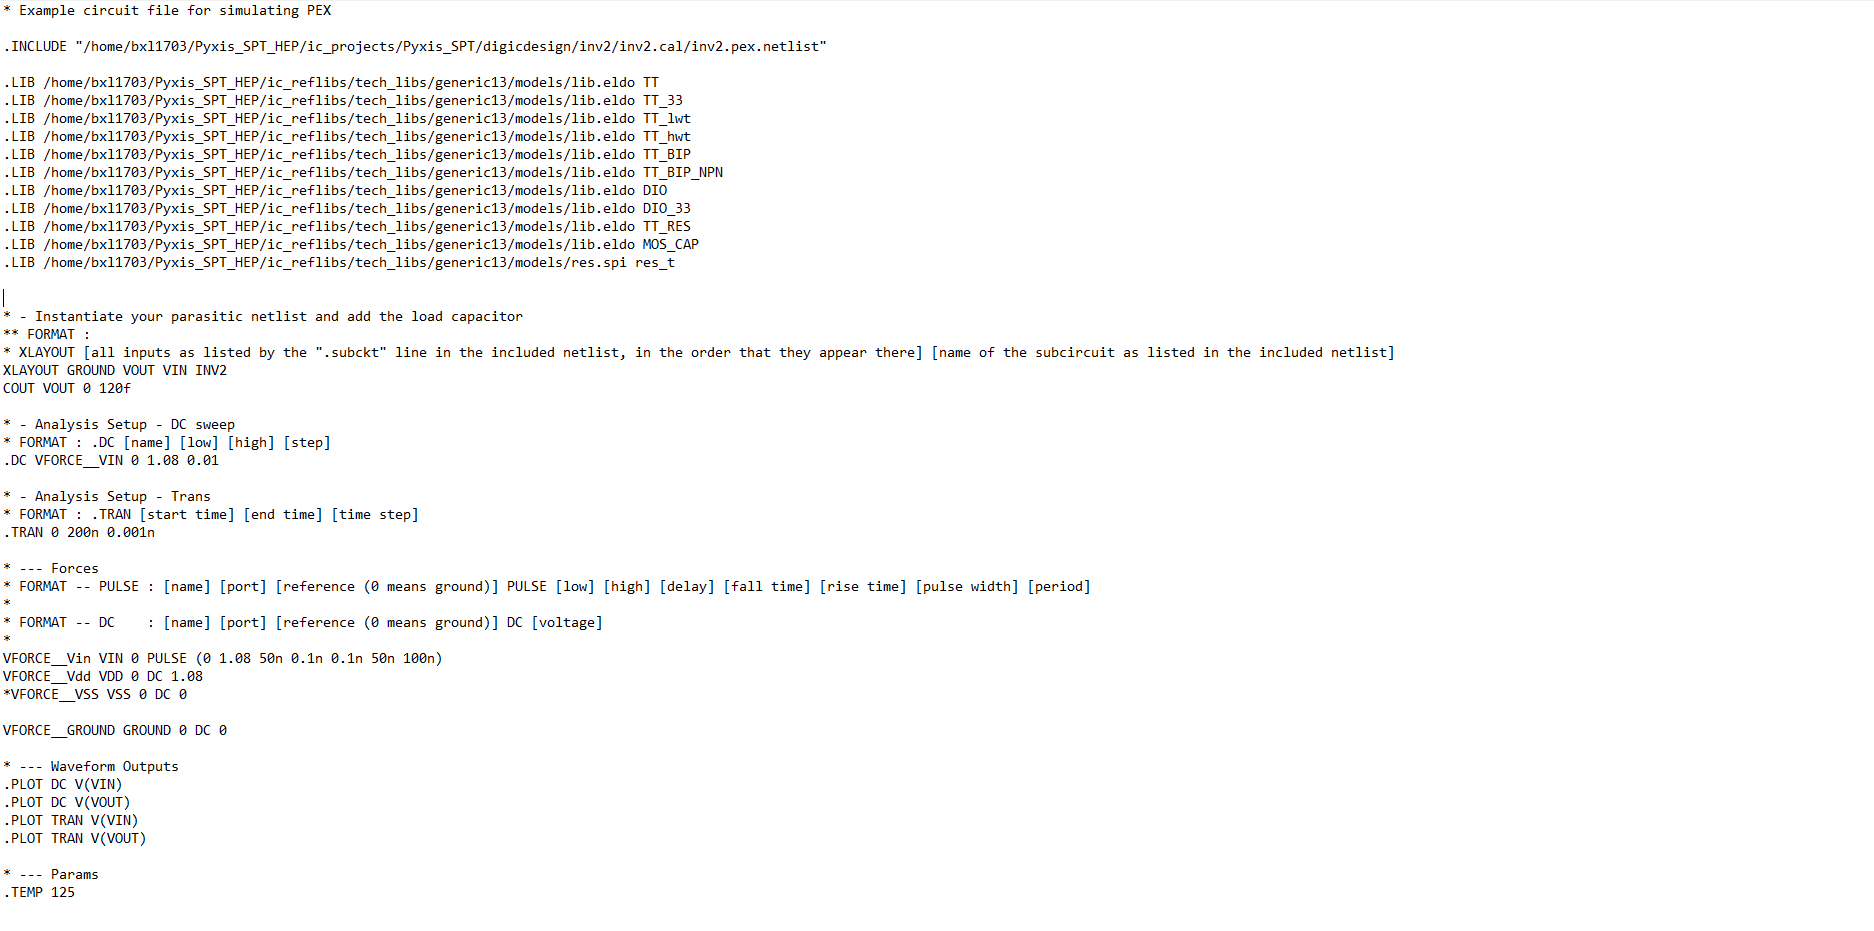 * Example circuit file for simulating PEX
.INCLUDE "/home/bxl1703/Pyxis_SPT_HEP/ic_projects/Pyxis_SPT/digicdesign/inv2/inv2.cal/inv2.pex.netlist"
.LIB /home/bxl1703/Pyxis_SPT_HEP/ic_reflibs/tech_libs/generic13/models/lib.eldo TT
.LIB /home/bxl1703/Pyxis_SPT_HEP/ic_reflibs/tech_libs/generic13/models/lib.eldo TT_33
.LIB /home/bxl1703/Pyxis_SPT_HEP/ic_reflibs/tech_libs/generic13/models/lib.eldo TT_lwt
.LIB /home/bxl1703/Pyxis_SPT_HEP/ic_reflibs/tech_libs/generic13/models/lib.eldo TT_hwt
.LIB /home/bxl1703/Pyxis_SPT_HEP/ic_reflibs/tech_libs/generic13/models/lib.eldo TT_BIP
.LIB /home/bxl1703/Pyxis_SPT_HEP/ic_reflibs/tech_libs/generic13/models/lib.eldo TT_BIP_NPN
.LIB /home/bxl1703/Pyxis_SPT_HEP/ic_reflibs/tech_libs/generic13/models/lib.eldo DIO
.LIB /home/bxl1703/Pyxis_SPT_HEP/ic_reflibs/tech_libs/generic13/models/lib.eldo DIO_33
.LIB /home/bxl1703/Pyxis_SPT_HEP/ic_reflibs/tech_libs/generic13/models/lib.eldo TT_RES
.LIB /home/bxl1703/Pyxis_SPT_HEP/ic_reflibs/tech_libs/generic13/models/lib.eldo MOS_CAP
.LIB /home/bxl1703/Pyxis_SPT_HEP/ic_reflibs/tech_libs/generic13/models/res.spi res_t
* - Instantiate your parasitic netlist and add the load capacitor
** FORMAT :
* XLAYOUT [all inputs as listed by the ".subckt" line in the included netlist, in the order that they appear there] [name of the subcircuit as listed in the included netlist]
XLAYOUT GROUND VOUT VIN INV2
COUT VOUT 0 120f
* - Analysis Setup - DC sweep
* FORMAT : .DC [name] [low] [high] [step]
.DC VFORCE__VIN 0 1.08 0.01
* - Analysis Setup - Trans
* FORMAT : .TRAN [start time] [end time] [time step]
.TRAN 0 200n 0.001n
* --- Forces
* FORMAT -- PULSE : [name] [port] [reference (0 means ground)] PULSE [low] [high] [delay] [fall time] [rise time] [pulse width] [period]
*
* FORMAT -- DC    : [name] [port] [reference (0 means ground)] DC [voltage]
*
VFORCE__Vin VIN 0 PULSE (0 1.08 50n 0.1n 0.1n 50n 100n)
VFORCE__Vdd VDD 0 DC 1.08
*VFORCE__VSS VSS 0 DC 0
VFORCE__GROUND GROUND 0 DC 0
* --- Waveform Outputs
.PLOT DC V(VIN)
.PLOT DC V(VOUT)
.PLOT TRAN V(VIN)
.PLOT TRAN V(VOUT)
* --- Params
.TEMP 125